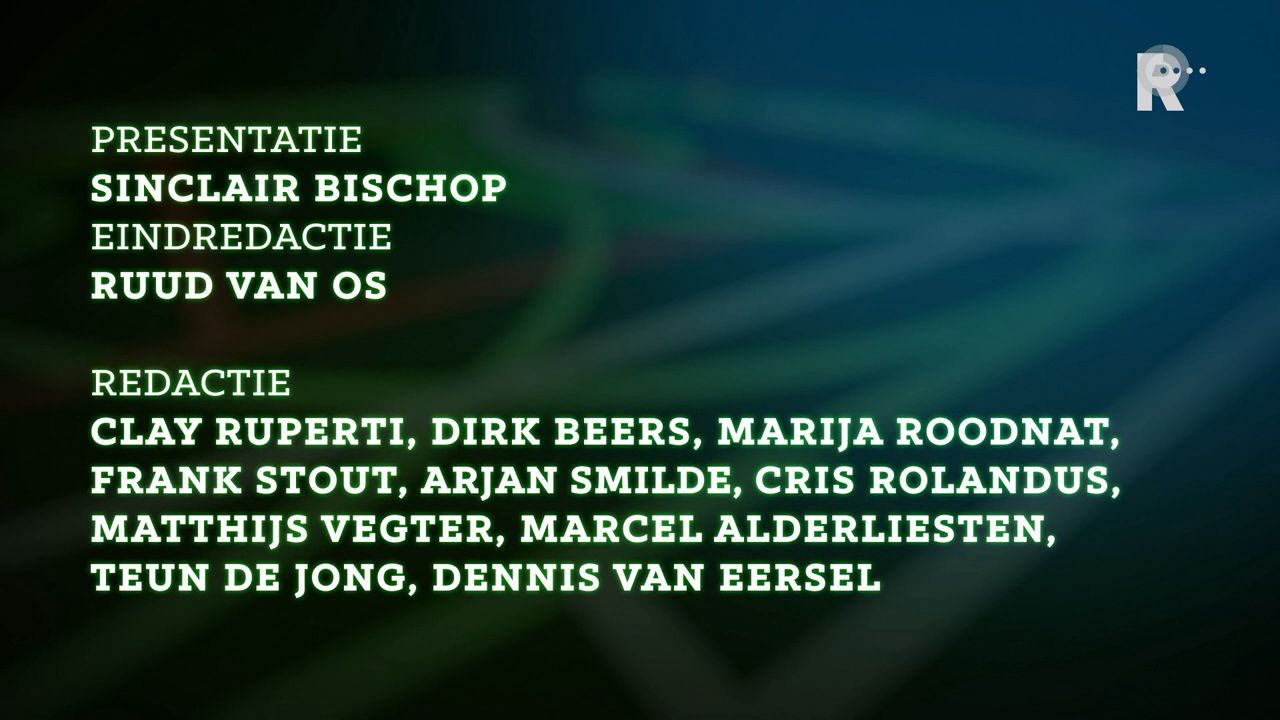 PRESENTATIE
SINCLAIR BISCHOP
EINDREDACTIE
RUUD VAN OS
REDACTIE
CLAY RUPERTI, DIRK BEERS, MARIJA ROODNAT,
FRANK STOUT, ARJAN SMILDE, CRIS ROLANDUS,
MATTHIJS VEGTER, MARCEL ALDERLIESTEN,
TEUN DE JONG, DENNIS VAN EERSEL
R